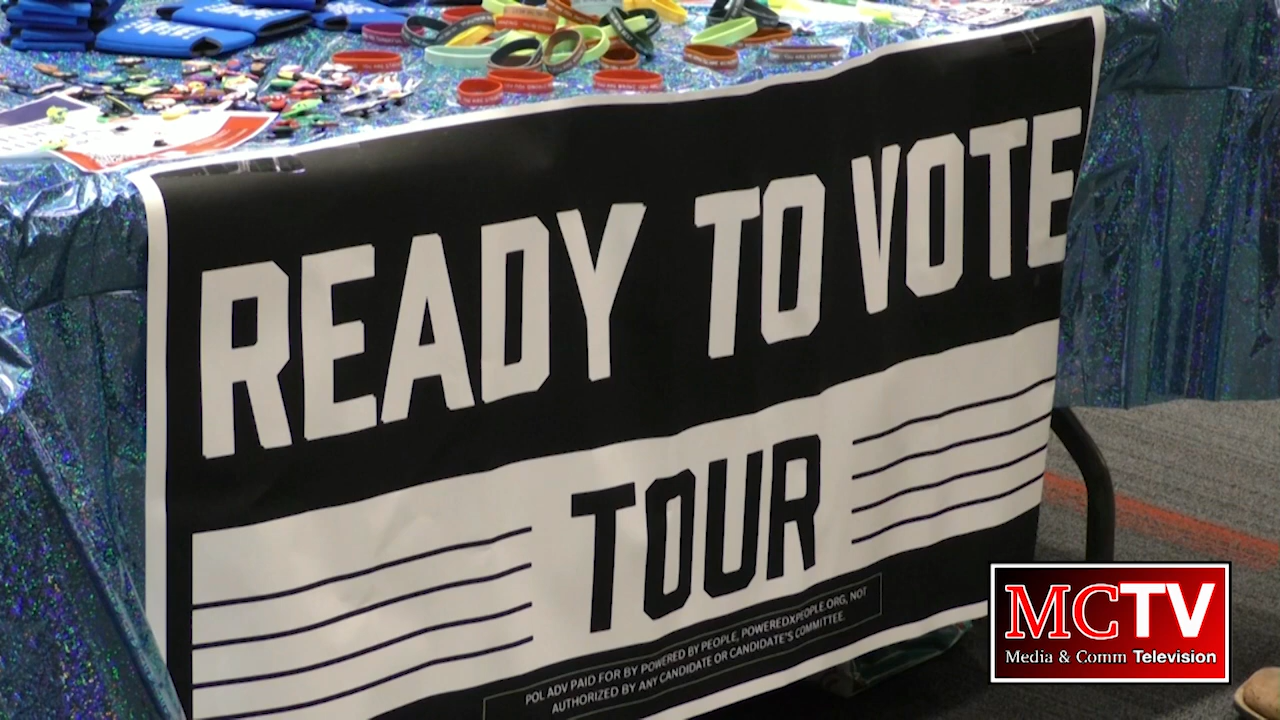 READY TO VOTE
TOUR
POL ADV PAID FOR BY POWERED BY PEOPLE, POWEREDXPEOPLE.ORG, NOT
AUTHORIZED BY ANY CANDIDATE OR CANDIDATE'S COMMITTEE.
MCTV
Media & Comm Television